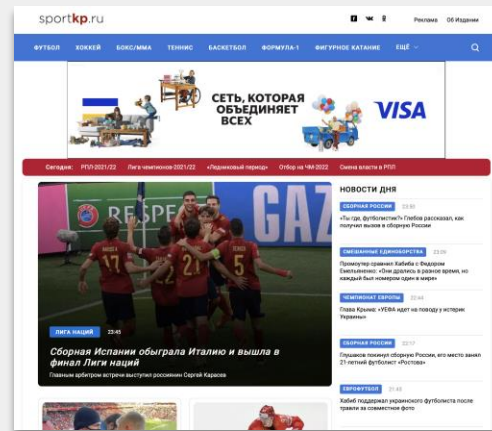 sportkp.ru
Реклама Об Издании
ФУТБОЛ ХОККЕЙ БОКС/ММА ТЕННИС БАСКЕТБОЛ ФОРМУЛА-1 ФИГУРНОЕ КАТАНИЕ ЕЩЁ
СЕТЬ, КОТОРАЯ
ОБЪЕДИНЯЕТ
ВСЕХ
VISA
Сегодня: РПЛ-2021/22 Лига чемпионов-2021/22 «Ледниковый период» Отбор на ЧМ-2022 Смена власти в РПЛ
RESPE
GAZ
17
21
5
ЛИГА НАЦИЙ 23:45
Сборная Испании обыграла Италию и вышла в
финал Лиги наций
Главным арбитром встречи выступил россиянин Сергей Карасев
НОВОСТИ ДНЯ
СБОРНАЯ РОССИИ
«Ты где, футболистик?» Глебов рассказал, как
получил вызов в сборную России
СМЕШАННЫЕ ЕДИНОБОРСТВА
Промоутер сравнил Хабиба с Федором
Емельяненко: «Они дрались в разное время, но
каждый был номером один в мире»
ЧЕМПИОНАТ ЕВРОПЫ 22:44
Глава Крыма: «УЕФА идет на поводу у истерик
Украины»
СБОРНАЯ РОССИИ 22:17
Глушаков покинул сборную России, его место занял
21-летний футболист «Ростова»
ЕВРОФУТБОЛ
Хабиб поддержал украинского футболиста после
травли за совместное фото